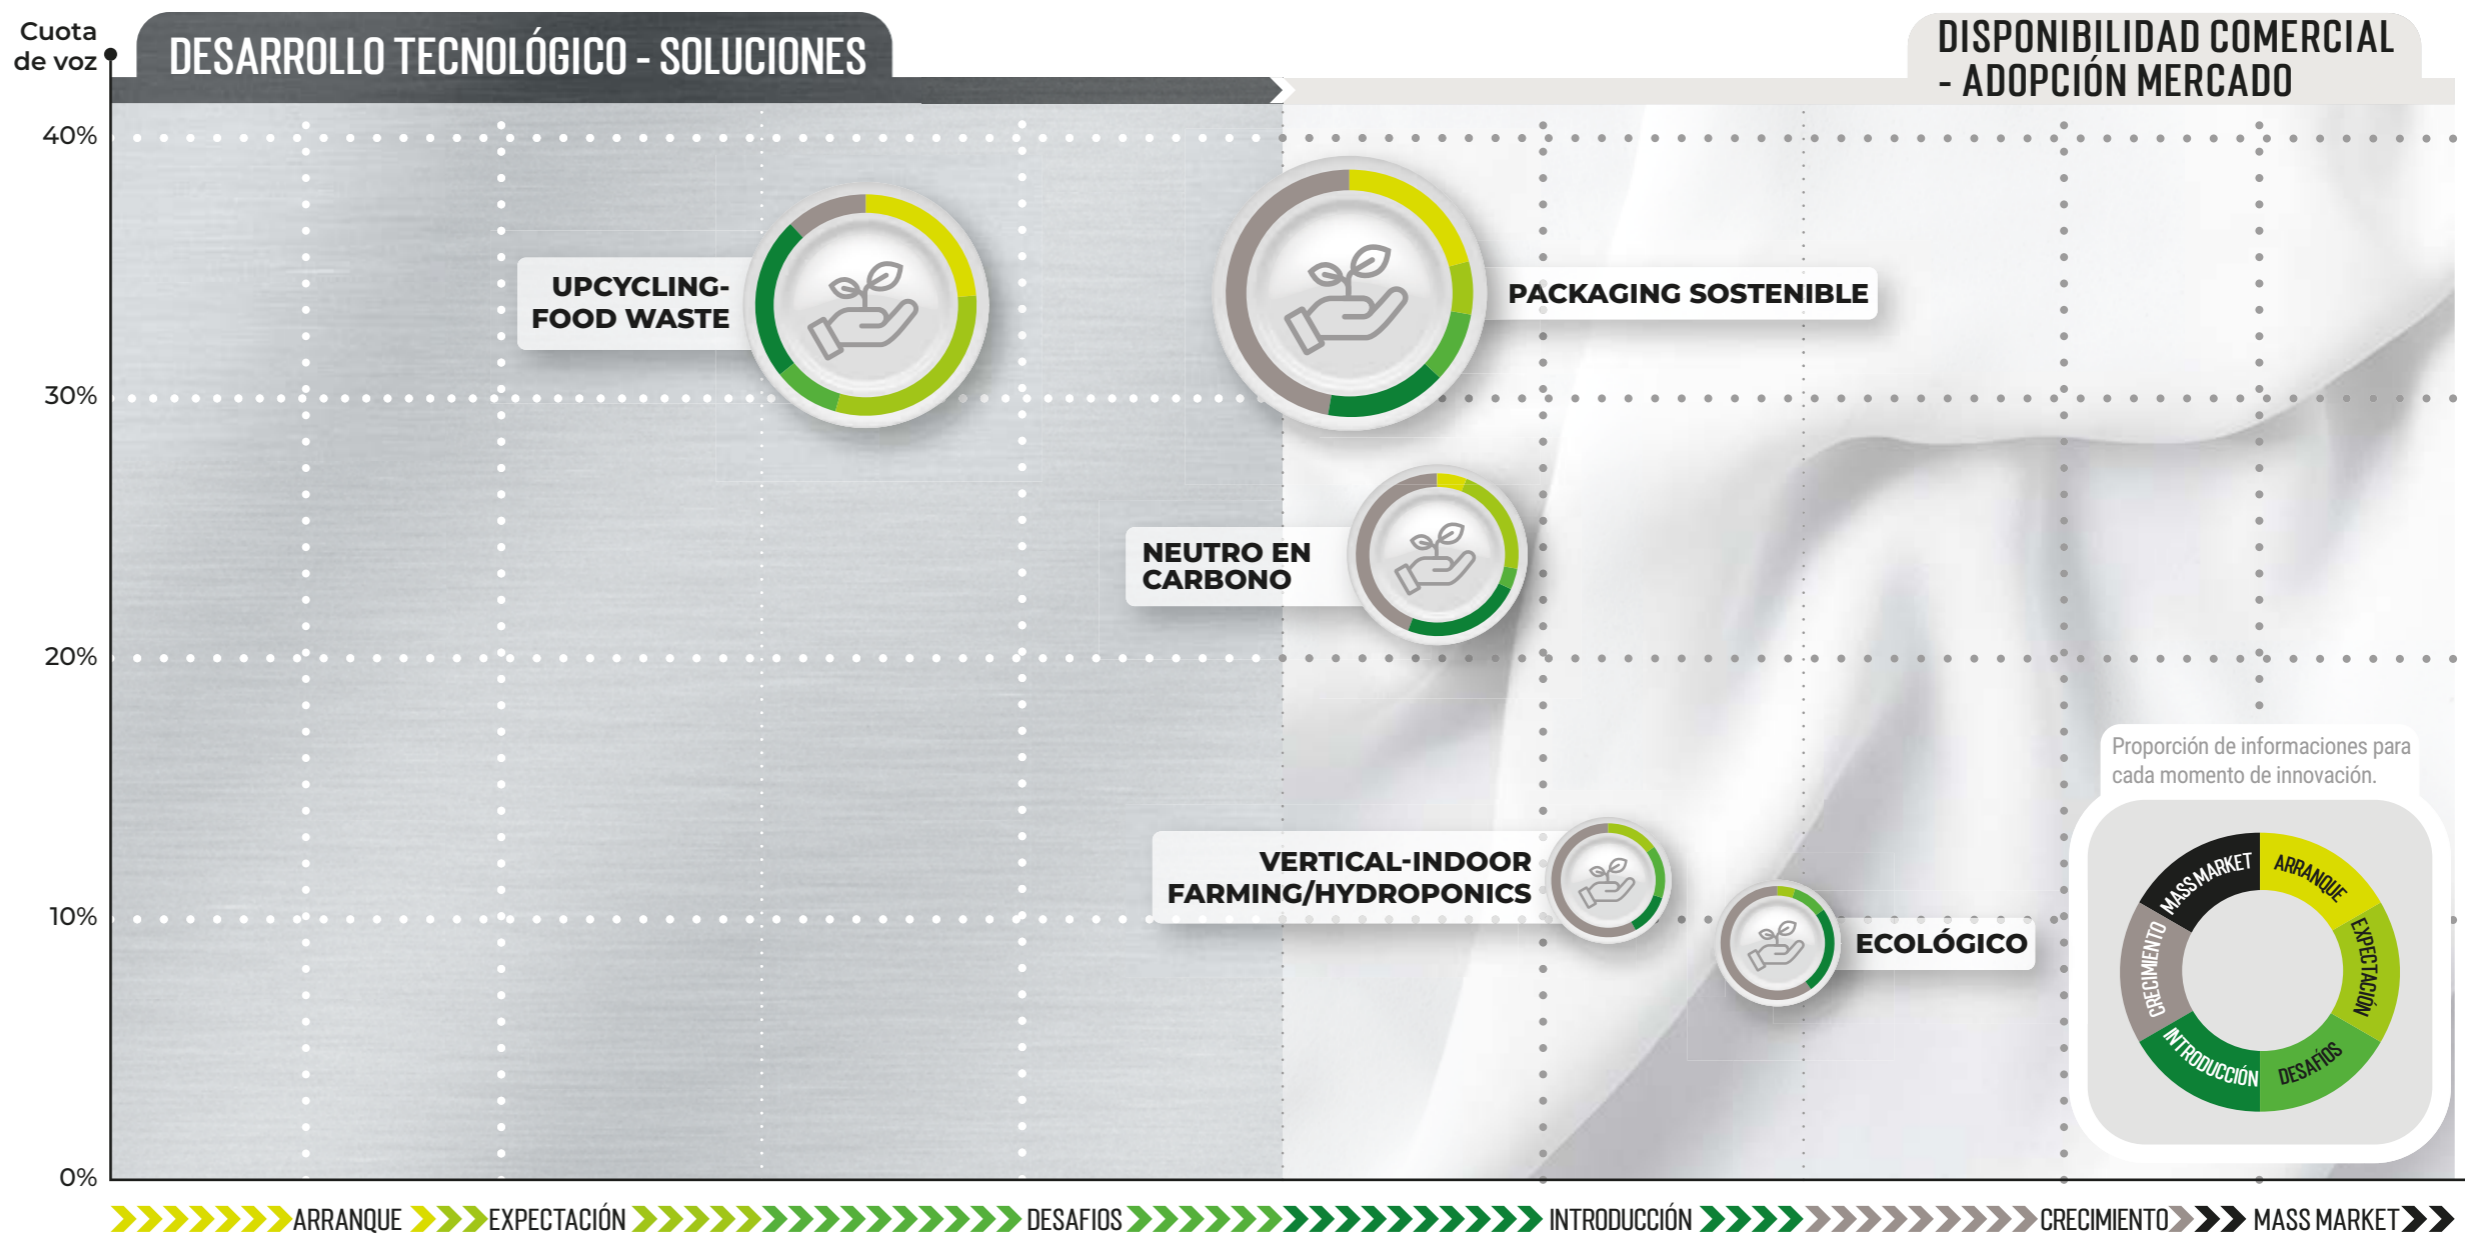 Cuota
de voz
DESARROLLO TECNOLÓGICO - SOLUCIONES
DISPONIBILIDAD COMERCIAL
- ADOPCIÓN MERCADO
40%
UPCYCLING-
FOOD WASTE
PACKAGING SOSTENIBLE
30%
NEUTRO EN
CARBONO
20%
Proporción de informaciones para
cada momento de innovación.
VERTICAL-INDOOR
FARMING/HYDROPONICS
10%
ECOLÓGICO
MASS MARKET
ARRANQUE
EXPECTACIÓN
DESAFÍOS
INTRODUCCIÓN
CRECIMIENTO
0%
ARRANQUE EXPECTACIÓN DESAFIOS INTRODUCCIÓN CRECIMIENTO MASS MARKET